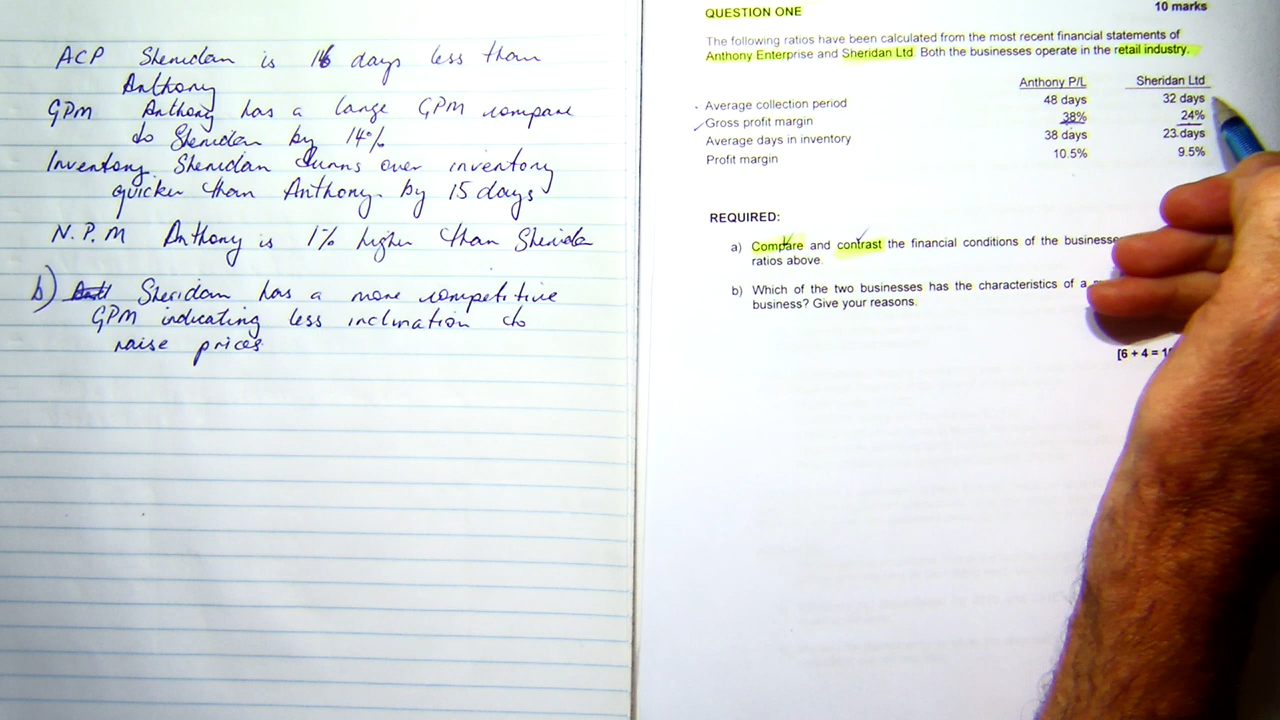 ACP Sheridan is 16 days less than
Anthony
GPM Anthony has a large GPM compare
to Sheridan by 14%
Inventory. Sheridan turns over inventory
quicker than Anthony. by 15 days
N.P.M Anthony is 1% higher than Sherida
b) Sheridan has a more competitive
GPM indicating less inclination to
raise prices
QUESTION ONE 10 marks
The following ratios have been calculated from the most recent financial statements of
Anthony Enterprise and Sheridan Ltd. Both the businesses operate in the retail industry.
Anthony P/L Sheridan Ltd
Average collection period 48 days 32 days
Gross profit margin 38% 24%
Average days in inventory 38 days 23 days
Profit margin 10.5% 9.5%
REQUIRED:
a) Compare and contrast the financial conditions of the businesse
ratios above.
b) Which of the two businesses has the characteristics of a
business? Give your reasons.
[6 + 4 = 1